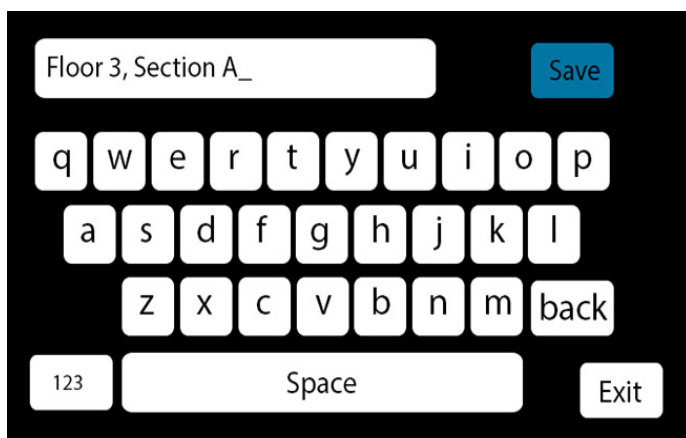 Floor 3, Section A_
Save
q w e r t y u i o p
a s d f g h j k l
z x c v b n m back
123 Space Exit